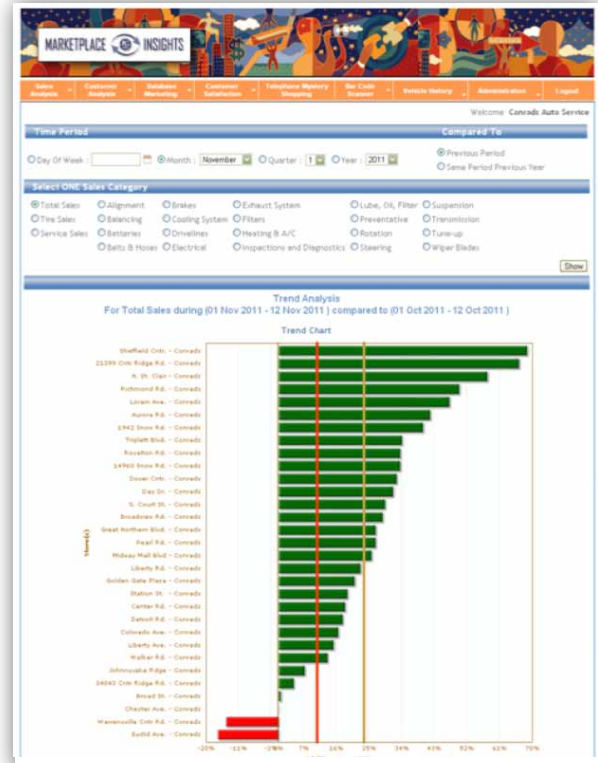 MARKETPLACE INSIGHTS
Sales Analysis Customer Analysis Database Marketing Customer Satisfaction Telephone Mystery Shopping Bar Code Scanner Vehicle History Administration Logout
Welcome Conrads Auto Service
Time Period Compared To
Day Of Week : Month : November Quarter : 1 Year : 2011 Previous Period
Same Period Previous Year
Select ONE Sales Category
Total Sales Alignment Brakes Exhaust System Lube, Oil, Filter Suspension
Tire Sales Balancing Cooling System Filters Preventative Transmission
Service Sales Batteries Drivelines Heating & A/C Rotation Tune-up
Belts & Hoses Electrical Inspections and Diagnostics Steering Wiper Blades
Show
Trend Analysis
For Total Sales during (01 Nov 2011 - 12 Nov 2011 ) compared to (01 Oct 2011 - 12 Oct 2011 )
Trend Chart
Sheffield Cntr. - Conrads
21399 Cntr Ridge Rd. - Conrads
N. St. Clair - Conrads
Richmond Rd. - Conrads
Lorain Ave. - Conrads
Aurora Rd. - Conrads
1942 Snow Rd. - Conrads
Triplett Blvd. - Conrads
Royalton Rd. - Conrads
14960 Snow Rd. - Conrads
Dover Cntr. - Conrads
Day Dr. - Conrads
S. Court St. - Conrads
Broadview Rd. - Conrads
Great Northern Blvd. - Conrads
Pearl Rd. - Conrads
Midway Mall Blvd - Conrads
Liberty Rd. - Conrads
Golden Gate Plaza - Conrads
Station St. - Conrads
Center Rd. - Conrads
Detroit Rd. - Conrads
Colorado Ave. - Conrads
Liberty Ave. - Conrads
Walker Rd. - Conrads
Johnnycake Ridge - Conrads
Cntr Ridge Rd. - Conrads
Broad St. - Conrads
Chester Ave. - Conrads
Warrensville Cntr Rd. - Conrads
Euclid Ave. - Conrads
Store(s)
-20% -11% -2% 7% 16% 25% 34% 43% 52% 61% 70%